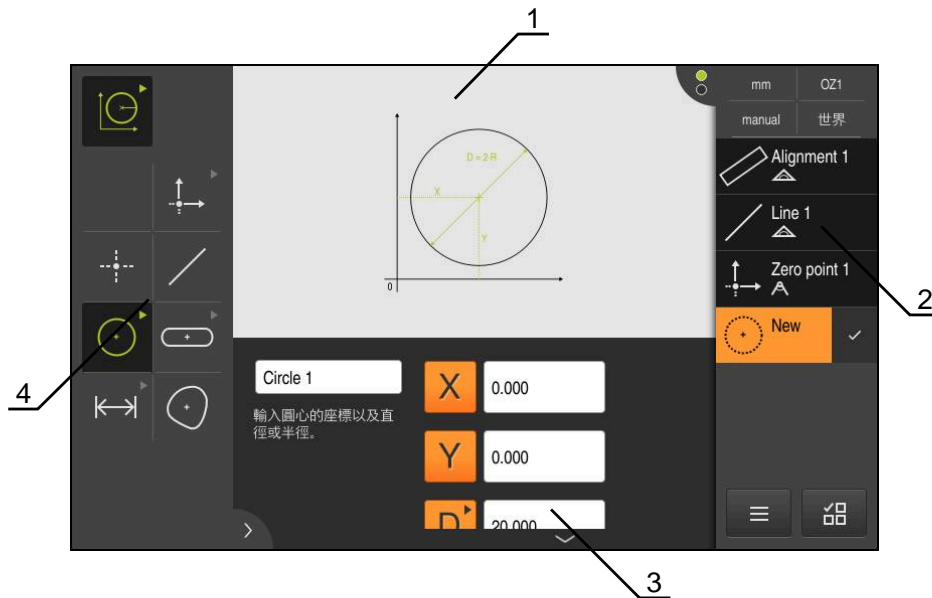 1
mm
OZ1
manual
世界
D = 2·R
X
Y
0
Alignment 1
Line 1
2
Zero point 1
New
4
Circle 1
輸入圓心的座標以及直
徑或半徑。
X
0.000
Y
0.000
D
20.000
3